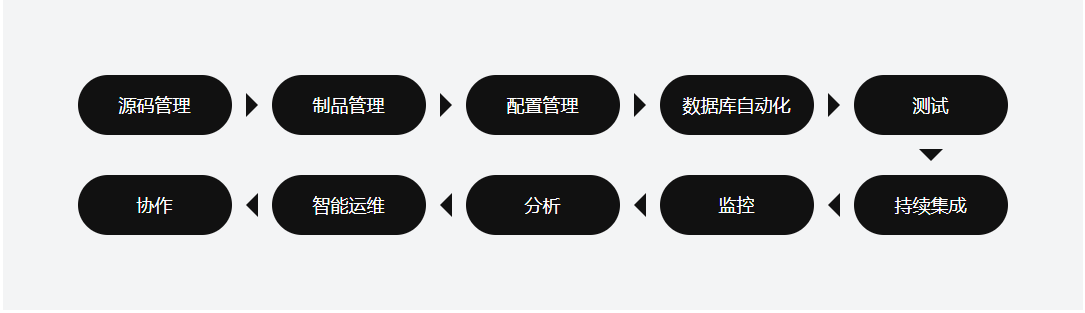 源码管理
制品管理
配置管理
数据库自动化
测试
持续集成
监控
分析
智能运维
协作